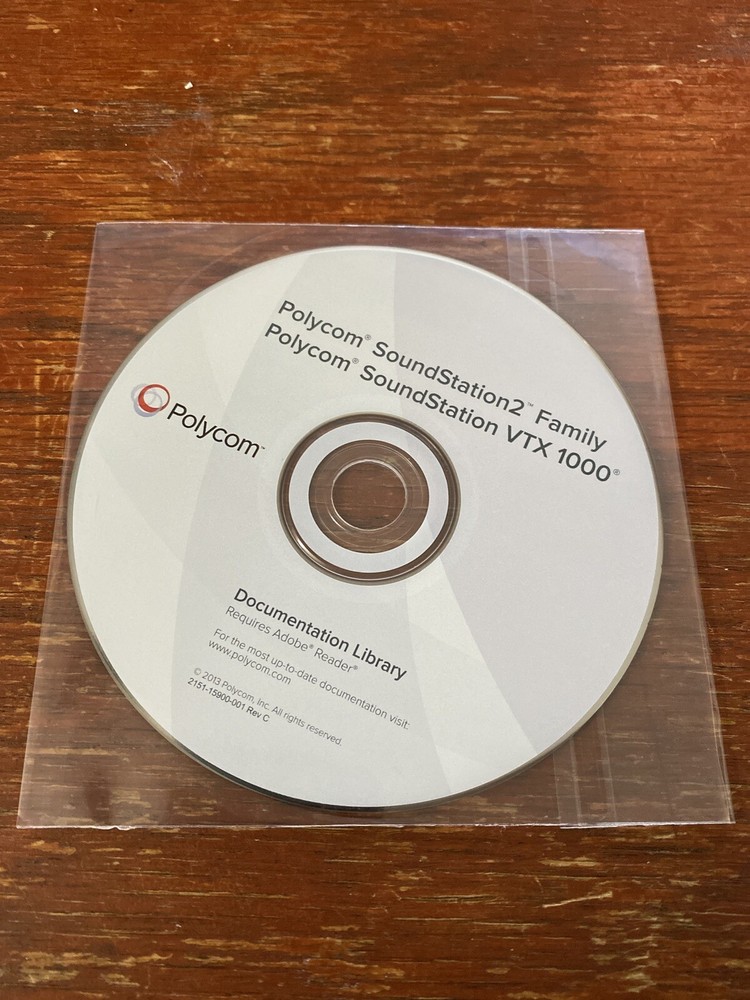 Polycom® SoundStation2™ Family
Polycom® SoundStation VTX 1000®
Polycom™
Documentation Library
Requires Adobe® Reader®
For the most up-to-date documentation visit:
www.polycom.com
© 2013 Polycom, Inc. All rights reserved.
2151-15900-001 Rev C